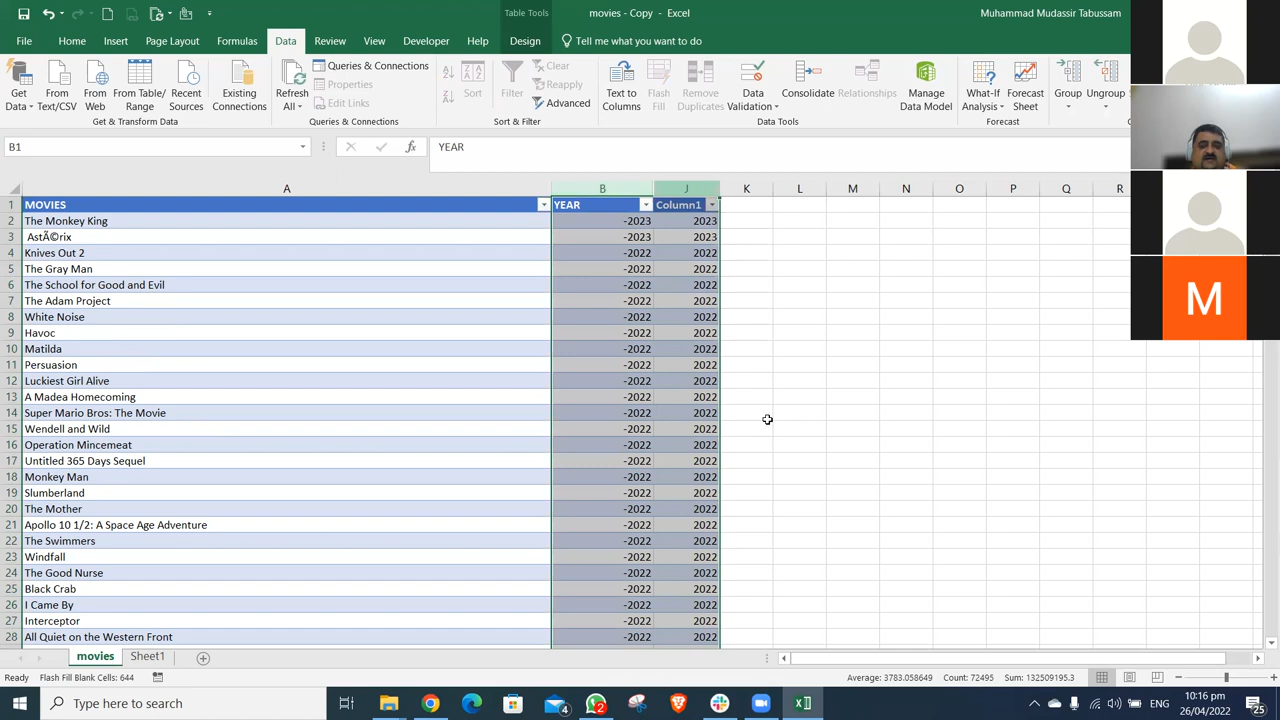 Table Tools
movies - Copy - Excel
Muhammad Mudassir Tabussam
File Home Insert Page Layout Formulas Data Review View Developer Help Design Tell me what you want to do
Get Data
From Text/CSV
From Web
From Table/ Range
Recent Sources
Existing Connections
Get & Transform Data
Refresh All
Queries & Connections
Properties
Edit Links
Queries & Connections
Sort
Filter
Clear
Reapply
Advanced
Sort & Filter
Text to Columns
Flash Fill
Remove Duplicates
Data Validation
Consolidate
Relationships
Manage Data Model
Data Tools
What-If Analysis
Forecast Sheet
Forecast
Group
Ungroup
B1 fx YEAR
A B J K L M N O P Q R
1 MOVIES YEAR Column1
2 The Monkey King -2023 2023
3 AstÃ©rix -2023 2023
4 Knives Out 2 -2022 2022
5 The Gray Man -2022 2022
6 The School for Good and Evil -2022 2022
7 The Adam Project -2022 2022
8 White Noise -2022 2022
9 Havoc -2022 2022
10 Matilda -2022 2022
11 Persuasion -2022 2022
12 Luckiest Girl Alive -2022 2022
13 A Madea Homecoming -2022 2022
14 Super Mario Bros: The Movie -2022 2022
15 Wendell and Wild -2022 2022
16 Operation Mincemeat -2022 2022
17 Untitled 365 Days Sequel -2022 2022
18 Monkey Man -2022 2022
19 Slumberland -2022 2022
20 The Mother -2022 2022
21 Apollo 10 1/2: A Space Age Adventure -2022 2022
22 The Swimmers -2022 2022
23 Windfall -2022 2022
24 The Good Nurse -2022 2022
25 Black Crab -2022 2022
26 I Came By -2022 2022
27 Interceptor -2022 2022
28 All Quiet on the Western Front -2022 2022
M
movies Sheet1
Ready Flash Fill Blank Cells: 644 Average: 3783.058649 Count: 72495 Sum: 132509195.3
Type here to search
4
2
ENG
10:16 pm
26/04/2022
25